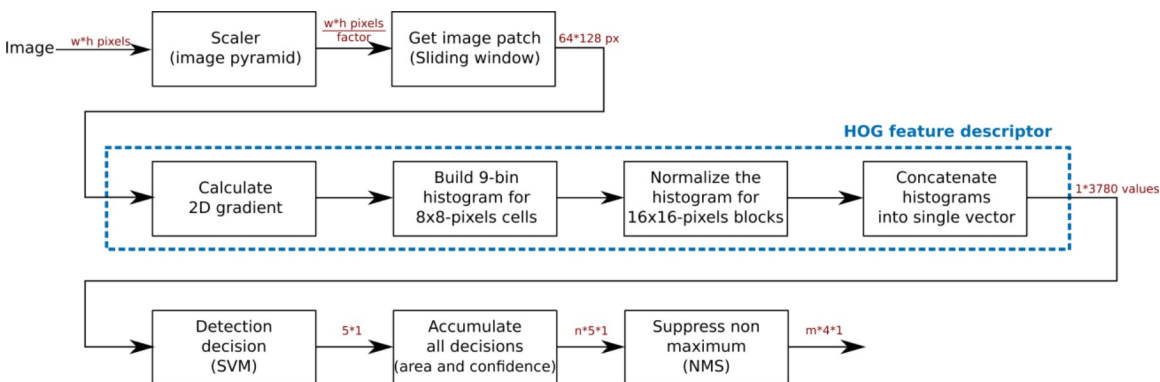 Image
w*h pixels
Scaler
(image pyramid)
w*h pixels
factor
Get image patch
(Sliding window)
64*128 px
HOG feature descriptor
Calculate
2D gradient
Build 9-bin
histogram for
8x8-pixels cells
Normalize the
histogram for
16x16-pixels blocks
Concatenate
histograms
into single vector
1*3780 values
Detection
decision
(SVM)
5*1
Accumulate
all decisions
(area and confidence)
n*5*1
Suppress non
maximum
(NMS)
m*4*1